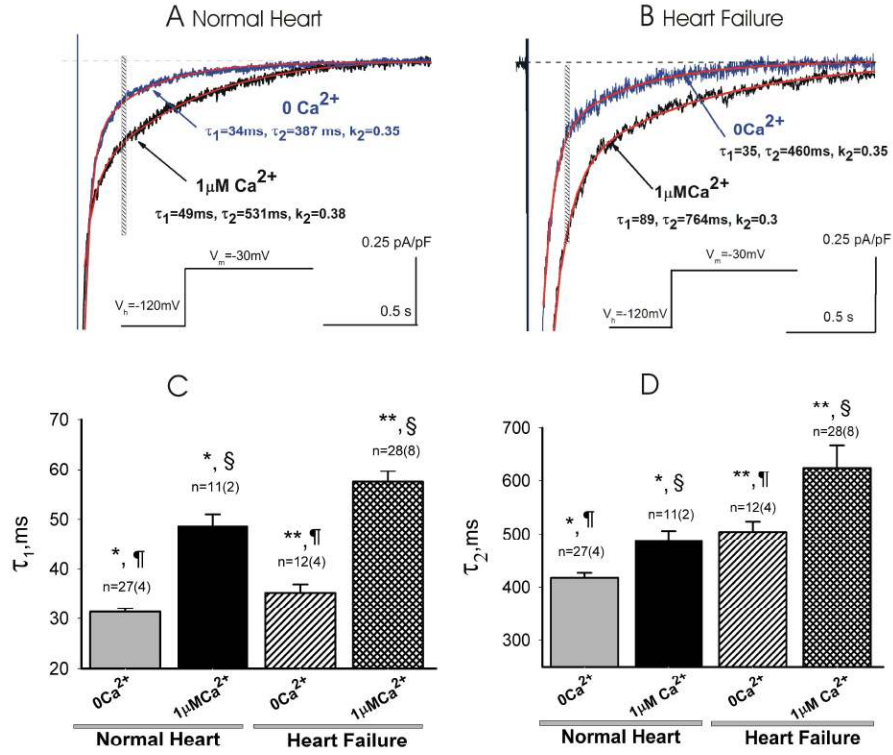 A Normal Heart
0 Ca2+
τ1=34ms, τ2=387 ms, k2=0.35
1μM Ca2+
τ1=49ms, τ2=531ms, k2=0.38
0.25 pA/pF
Vm=-30mV
Vh=-120mV
0.5 s
B Heart Failure
0Ca2+
τ1=35, τ2=460ms, k2=0.35
1μMCa2+
τ1=89, τ2=764ms, k2=0.3
0.25 pA/pF
Vm=-30mV
Vh=-120mV
0.5 s
C
τ1,ms
70
60
50
40
30
20
*, ¶
n=27(4)
*, §
n=11(2)
**, ¶
n=12(4)
**, §
n=28(8)
0Ca2+
1μMCa2+
0Ca2+
1μMCa2+
Normal Heart
Heart Failure
D
τ2,ms
700
600
500
400
300
*, ¶
n=27(4)
*, §
n=11(2)
**, ¶
n=12(4)
**, §
n=28(8)
0Ca2+
1μM Ca2+
0Ca2+
1μM Ca2+
Normal Heart
Heart Failure